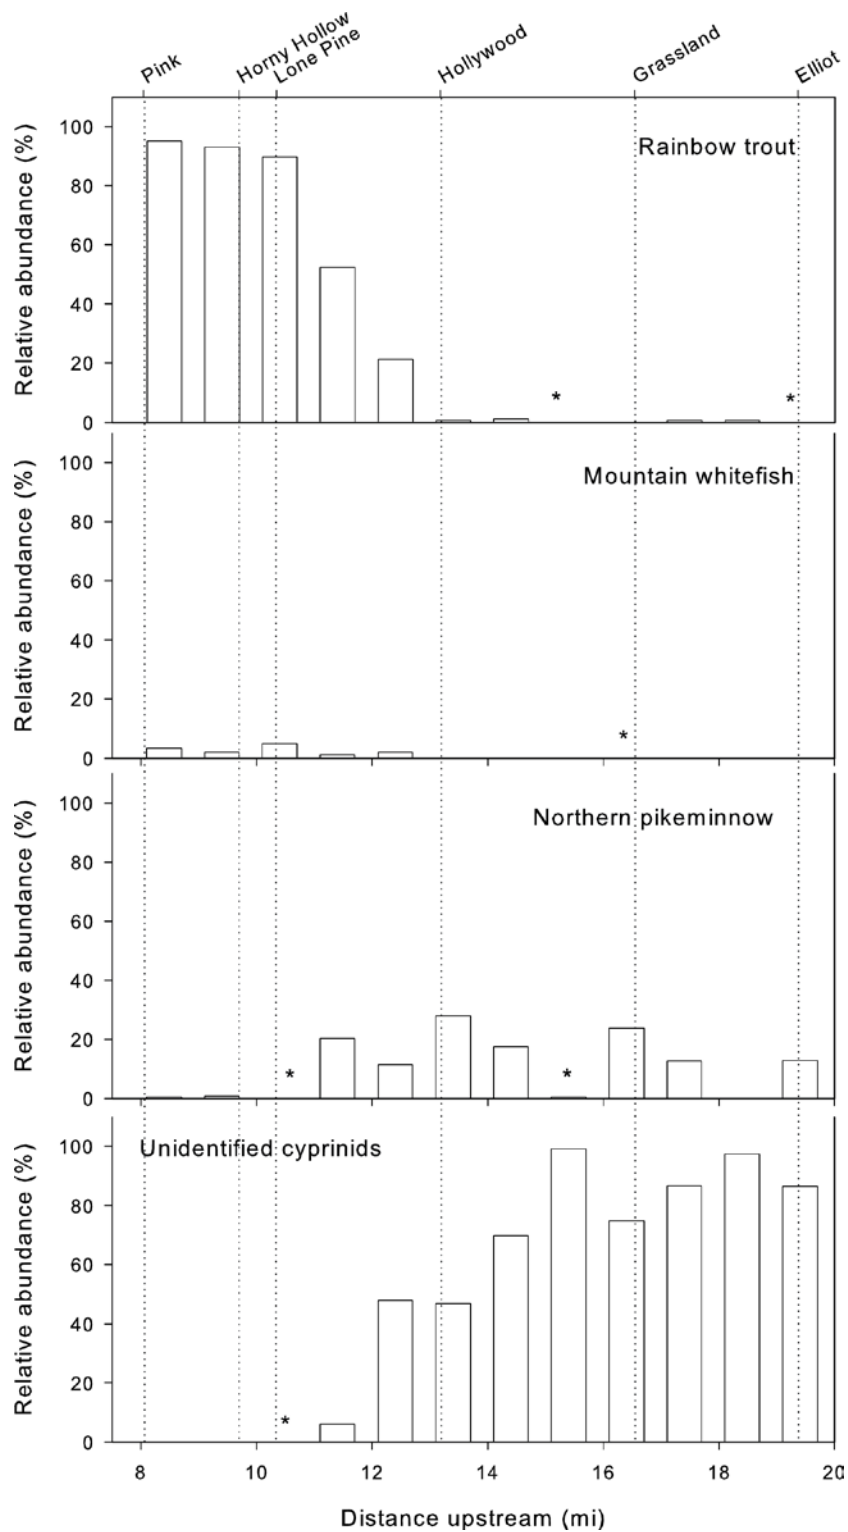 Pink
Horny Hollow
Lone Pine
Hollywood
Grassland
Elliot
Relative abundance (%)
100
80
60
40
20
0
Rainbow trout
*
*
Relative abundance (%)
100
80
60
40
20
0
Mountain whitefish
*
Relative abundance (%)
100
80
60
40
20
0
Northern pikeminnow
*
*
Relative abundance (%)
100
80
60
40
20
0
Unidentified cyprinids
*
8 10 12 14 16 18 20
Distance upstream (mi)